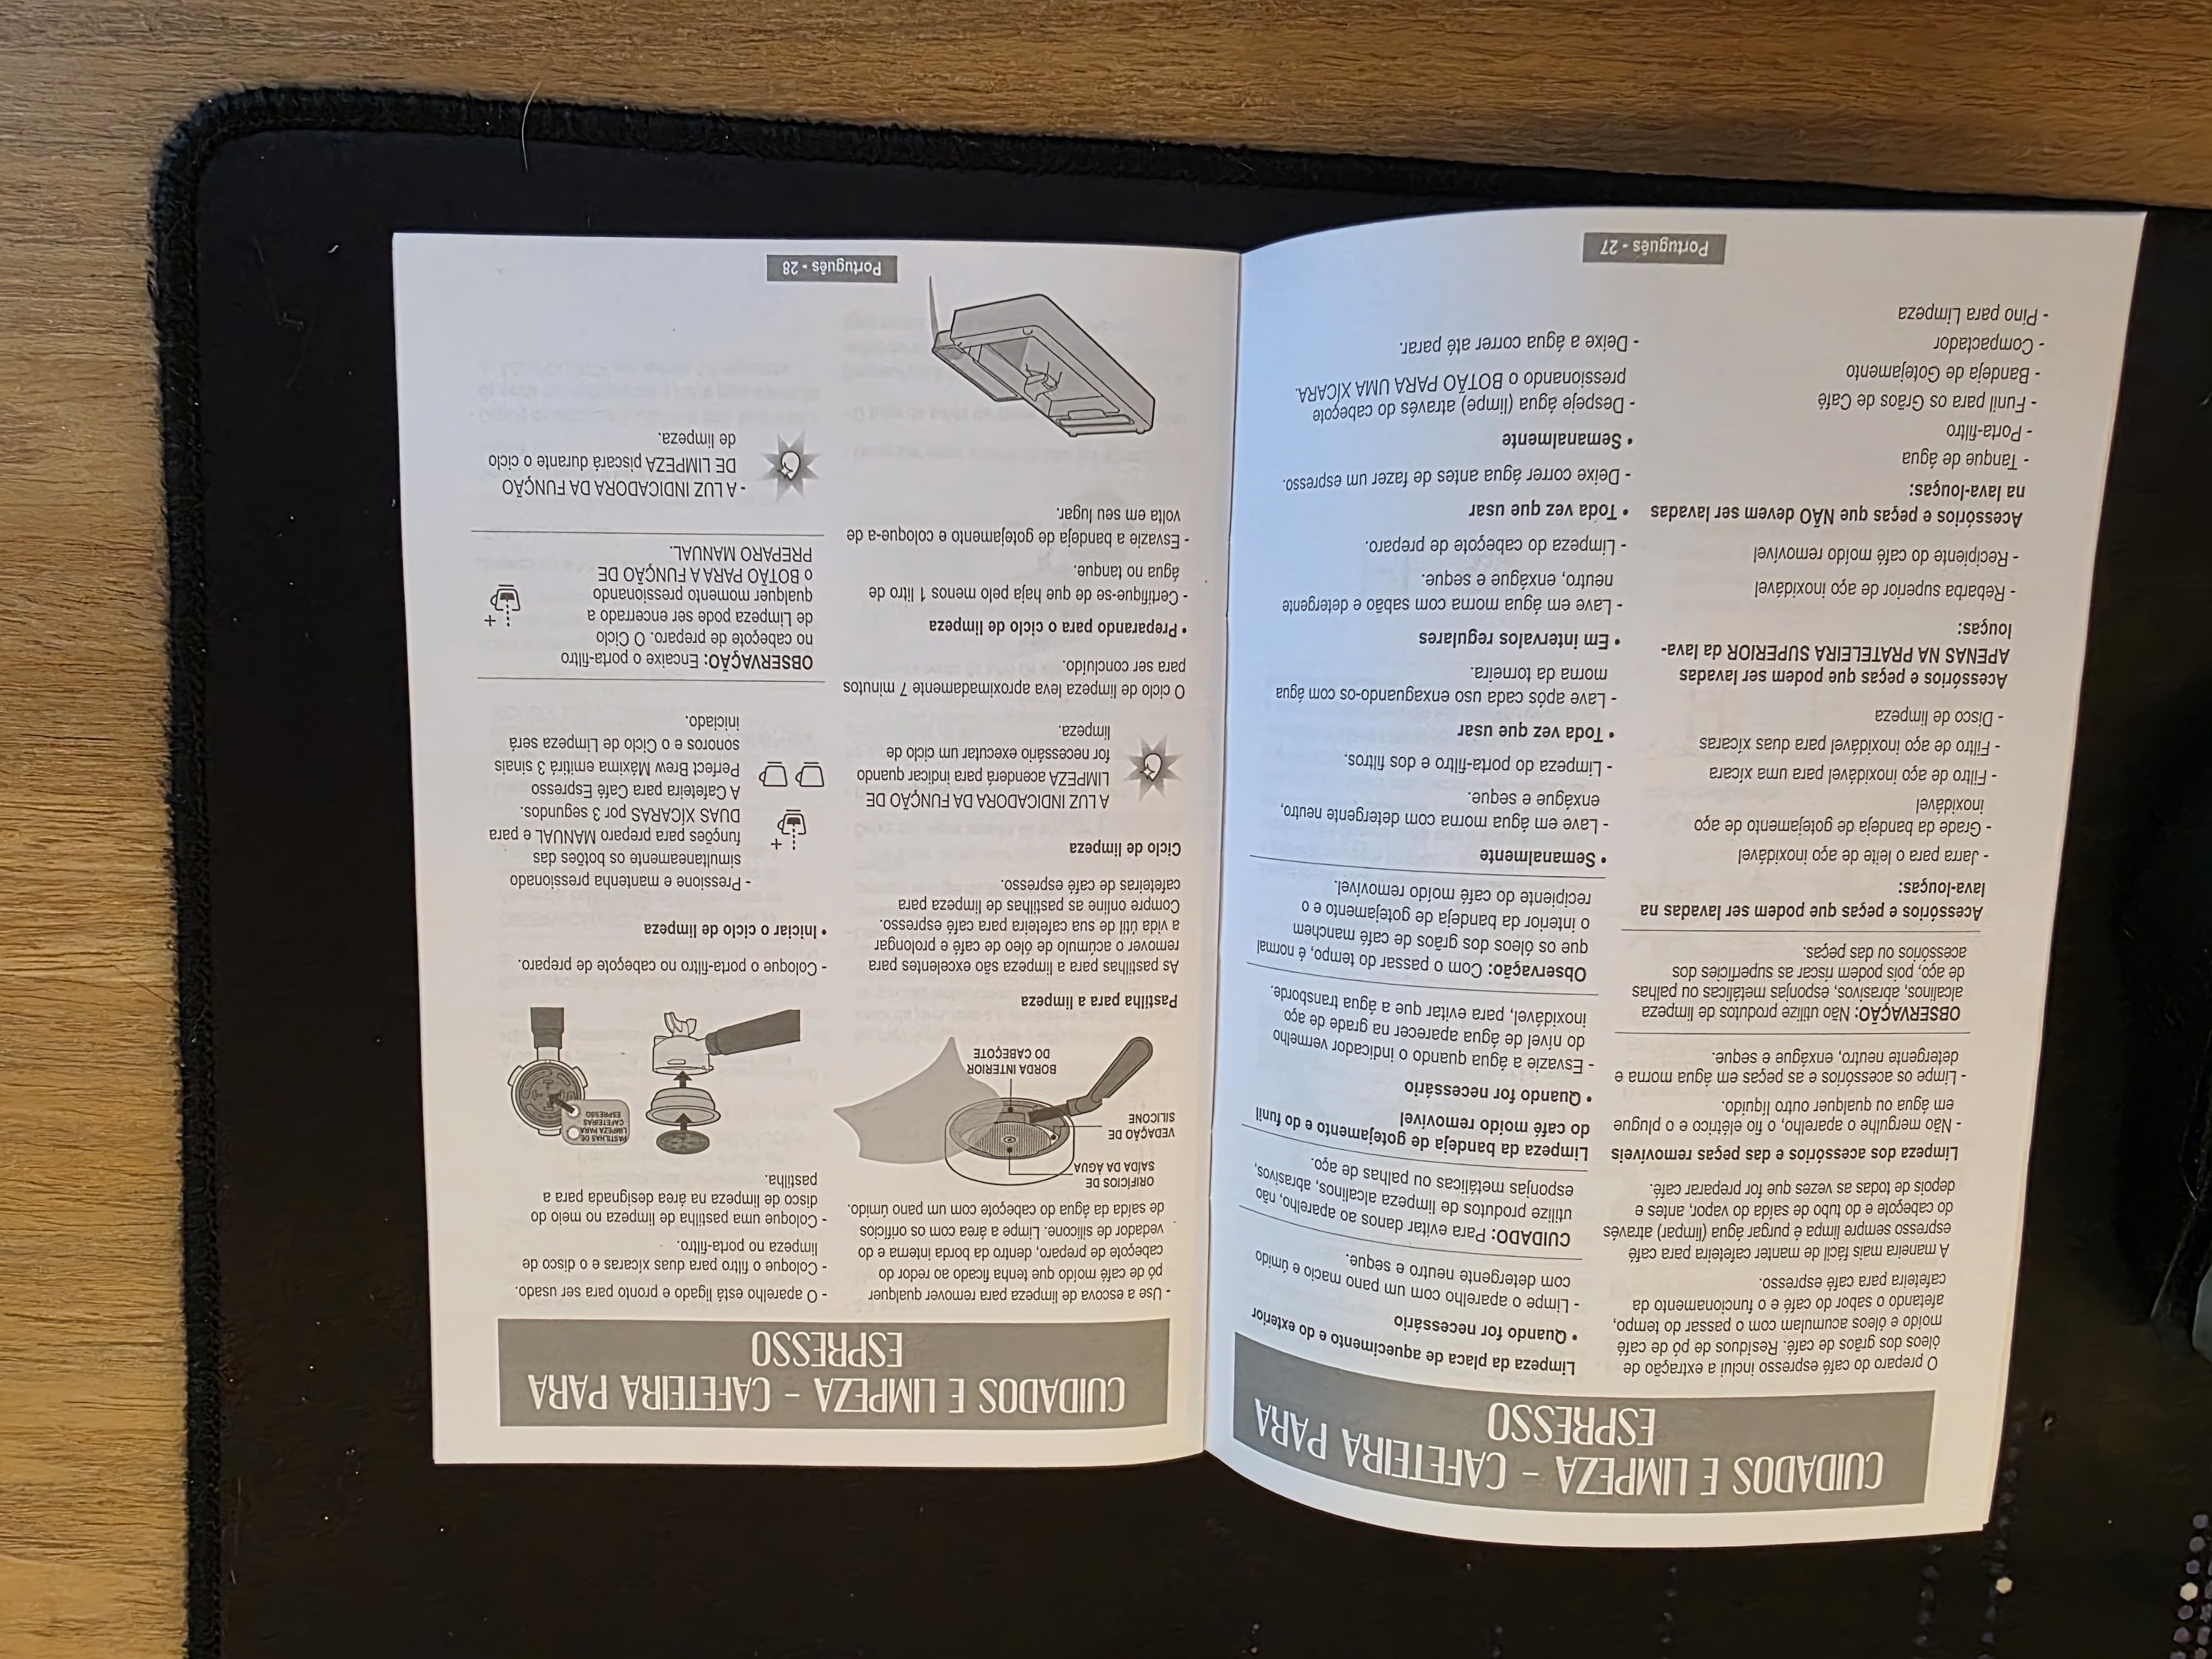 CUIDADOS E LIMPEZA – CAFETEIRA PARA
ESPRESSO
O preparo do café espresso inclui a extração de
óleos dos grãos de café. Resíduos de pó de café
moído e óleos acumulam com o passar do tempo,
afetando o sabor do café e o funcionamento da
cafeteira para café espresso.
A maneira mais fácil de manter cafeteira para café
espresso sempre limpa é purgar água (limpar) através
do cabeçote e do tubo de saída do vapor, antes e
depois de todas as vezes que for preparar café.
Limpeza dos acessórios e das peças removíveis
- Não mergulhe o aparelho, o fio elétrico e o plugue
em água ou qualquer outro líquido.
- Limpe os acessórios e as peças em água morna e
detergente neutro, enxágue e seque.
OBSERVAÇÃO: Não utilize produtos de limpeza
alcalinos, abrasivos, esponjas metálicas ou palhas
de aço, pois podem riscar as superfícies dos
acessórios ou das peças.
Acessórios e peças que podem ser lavadas na
lava-louças:
- Jarra para o leite de aço inoxidável
- Grade da bandeja de gotejamento de aço
inoxidável
- Filtro de aço inoxidável para uma xícara
- Filtro de aço inoxidável para duas xícaras
- Disco de limpeza
Acessórios e peças que podem ser lavadas
APENAS NA PRATELEIRA SUPERIOR da lava-
louças:
- Rebarba superior de aço inoxidável
- Recipiente do café moído removível
Acessórios e peças que NÃO devem ser lavadas
na lava-louças:
- Tanque de água
- Porta-filtro
- Funil para os Grãos de Café
- Bandeja de Gotejamento
- Compactador
- Pino para Limpeza
Limpeza da placa de aquecimento e do exterior
• Quando for necessário
- Limpe o aparelho com um pano macio e úmido
com detergente neutro e seque.
CUIDADO: Para evitar danos ao aparelho, não
utilize produtos de limpeza alcalinos, abrasivos,
esponjas metálicas ou palhas de aço.
Limpeza da bandeja de gotejamento e do funil
do café moído removível
• Quando for necessário
- Esvazie a água quando o indicador vermelho
do nível de água aparecer na grade de aço
inoxidável, para evitar que a água transborde.
Observação: Com o passar do tempo, é normal
que os óleos dos grãos de café manchem
o interior da bandeja de gotejamento e o
recipiente do café moído removível.
• Semanalmente
- Lave em água morna com detergente neutro,
enxágue e seque.
- Limpeza do porta-filtro e dos filtros.
• Toda vez que usar
- Lave após cada uso enxaguando-os com água
morna da torneira.
• Em intervalos regulares
- Lave em água morna com sabão e detergente
neutro, enxágue e seque.
- Limpeza do cabeçote de preparo.
• Toda vez que usar
- Deixe correr água antes de fazer um espresso.
• Semanalmente
- Despeje água (limpe) através do cabeçote
pressionando o BOTÃO PARA UMA XÍCARA.
- Deixe a água correr até parar.
Português - 27
CUIDADOS E LIMPEZA – CAFETEIRA PARA
ESPRESSO
- Use a escova de limpeza para remover qualquer
pó de café moído que tenha ficado ao redor do
cabeçote de preparo, dentro da borda interna e do
vedador de silicone. Limpe a área com os orifícios
de saída da água do cabeçote com um pano úmido.
ORIFÍCIOS DE
SAÍDA DA ÁGUA
VEDAÇÃO DE
SILICONE
BORDA INTERIOR
DO CABEÇOTE
Pastilha para a limpeza
As pastilhas para a limpeza são excelentes para
remover o acúmulo de óleo de café e prolongar
a vida útil de sua cafeteira para café espresso.
Compre online as pastilhas de limpeza para
cafeteiras de café espresso.
Ciclo de limpeza
A LUZ INDICADORA DA FUNÇÃO DE
LIMPEZA acenderá para indicar quando
for necessário executar um ciclo de
limpeza.
O ciclo de limpeza leva aproximadamente 7 minutos
para ser concluído.
• Preparando para o ciclo de limpeza
- Certifique-se de que haja pelo menos 1 litro de
água no tanque.
- Esvazie a bandeja de gotejamento e coloque-a de
volta em seu lugar.
- O aparelho está ligado e pronto para ser usado.
- Coloque o filtro para duas xícaras e o disco de
limpeza no porta-filtro.
- Coloque uma pastilha de limpeza no meio do
disco de limpeza na área designada para a
pastilha.
PASTILHAS DE
LIMPEZA PARA
CAFETEIRAS
ESPRESSO
- Coloque o porta-filtro no cabeçote de preparo.
• Iniciar o ciclo de limpeza
- Pressione e mantenha pressionado
simultaneamente os botões das
funções para preparo MANUAL e para
DUAS XÍCARAS por 3 segundos.
A Cafeteira para Café Espresso
Perfect Brew Máxima emitirá 3 sinais
sonoros e o Ciclo de Limpeza será
iniciado.
OBSERVAÇÃO: Encaixe o porta-filtro
no cabeçote de preparo. O Ciclo
de Limpeza pode ser encerrado a
qualquer momento pressionando
o BOTÃO PARA A FUNÇÃO DE
PREPARO MANUAL.
- A LUZ INDICADORA DA FUNÇÃO
DE LIMPEZA piscará durante o ciclo
de limpeza.
Português - 28